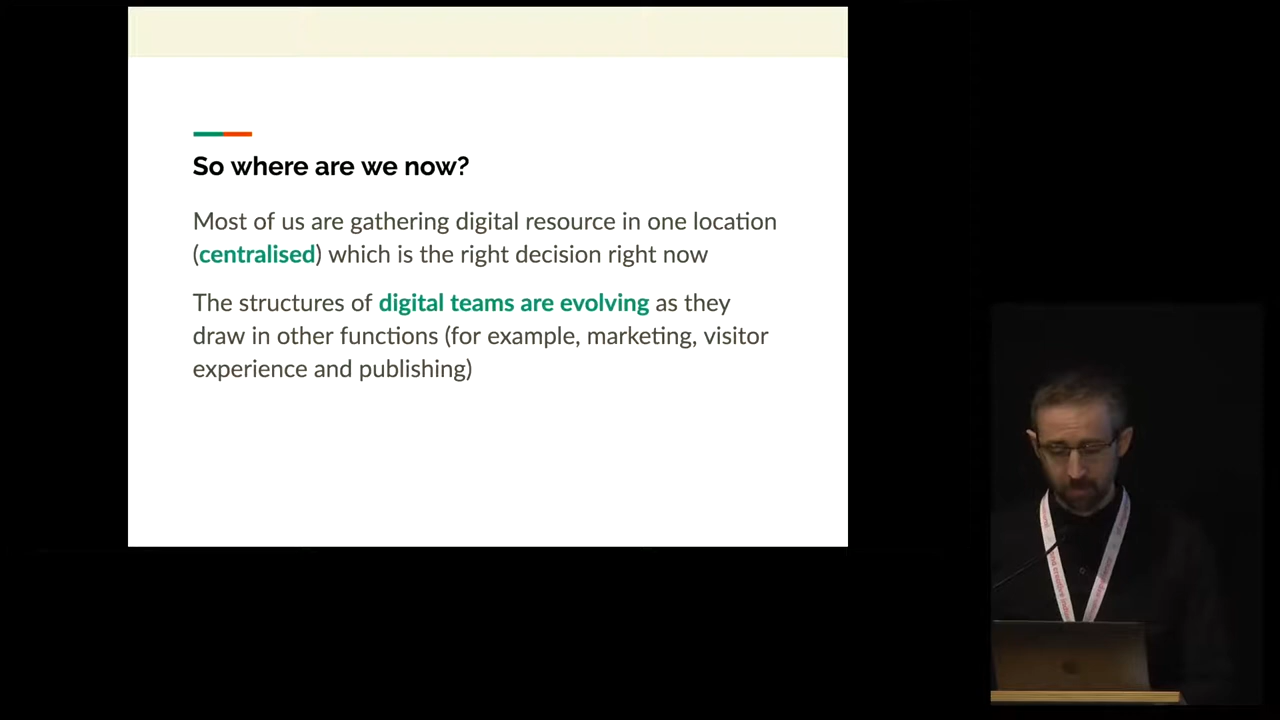 So where are we now?
Most of us are gathering digital resource in one location
(centralised) which is the right decision right now
The structures of digital teams are evolving as they
draw in other functions (for example, marketing, visitor
experience and publishing)